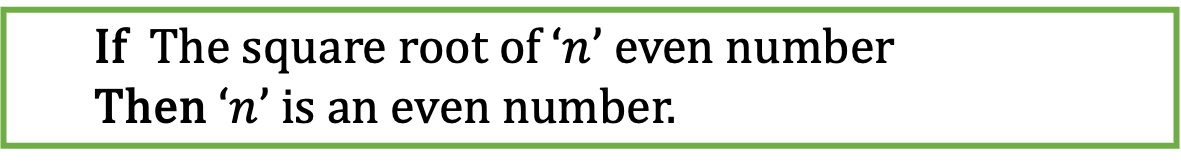 If The square root of ‘n’ even number
Then ‘n’ is an even number.